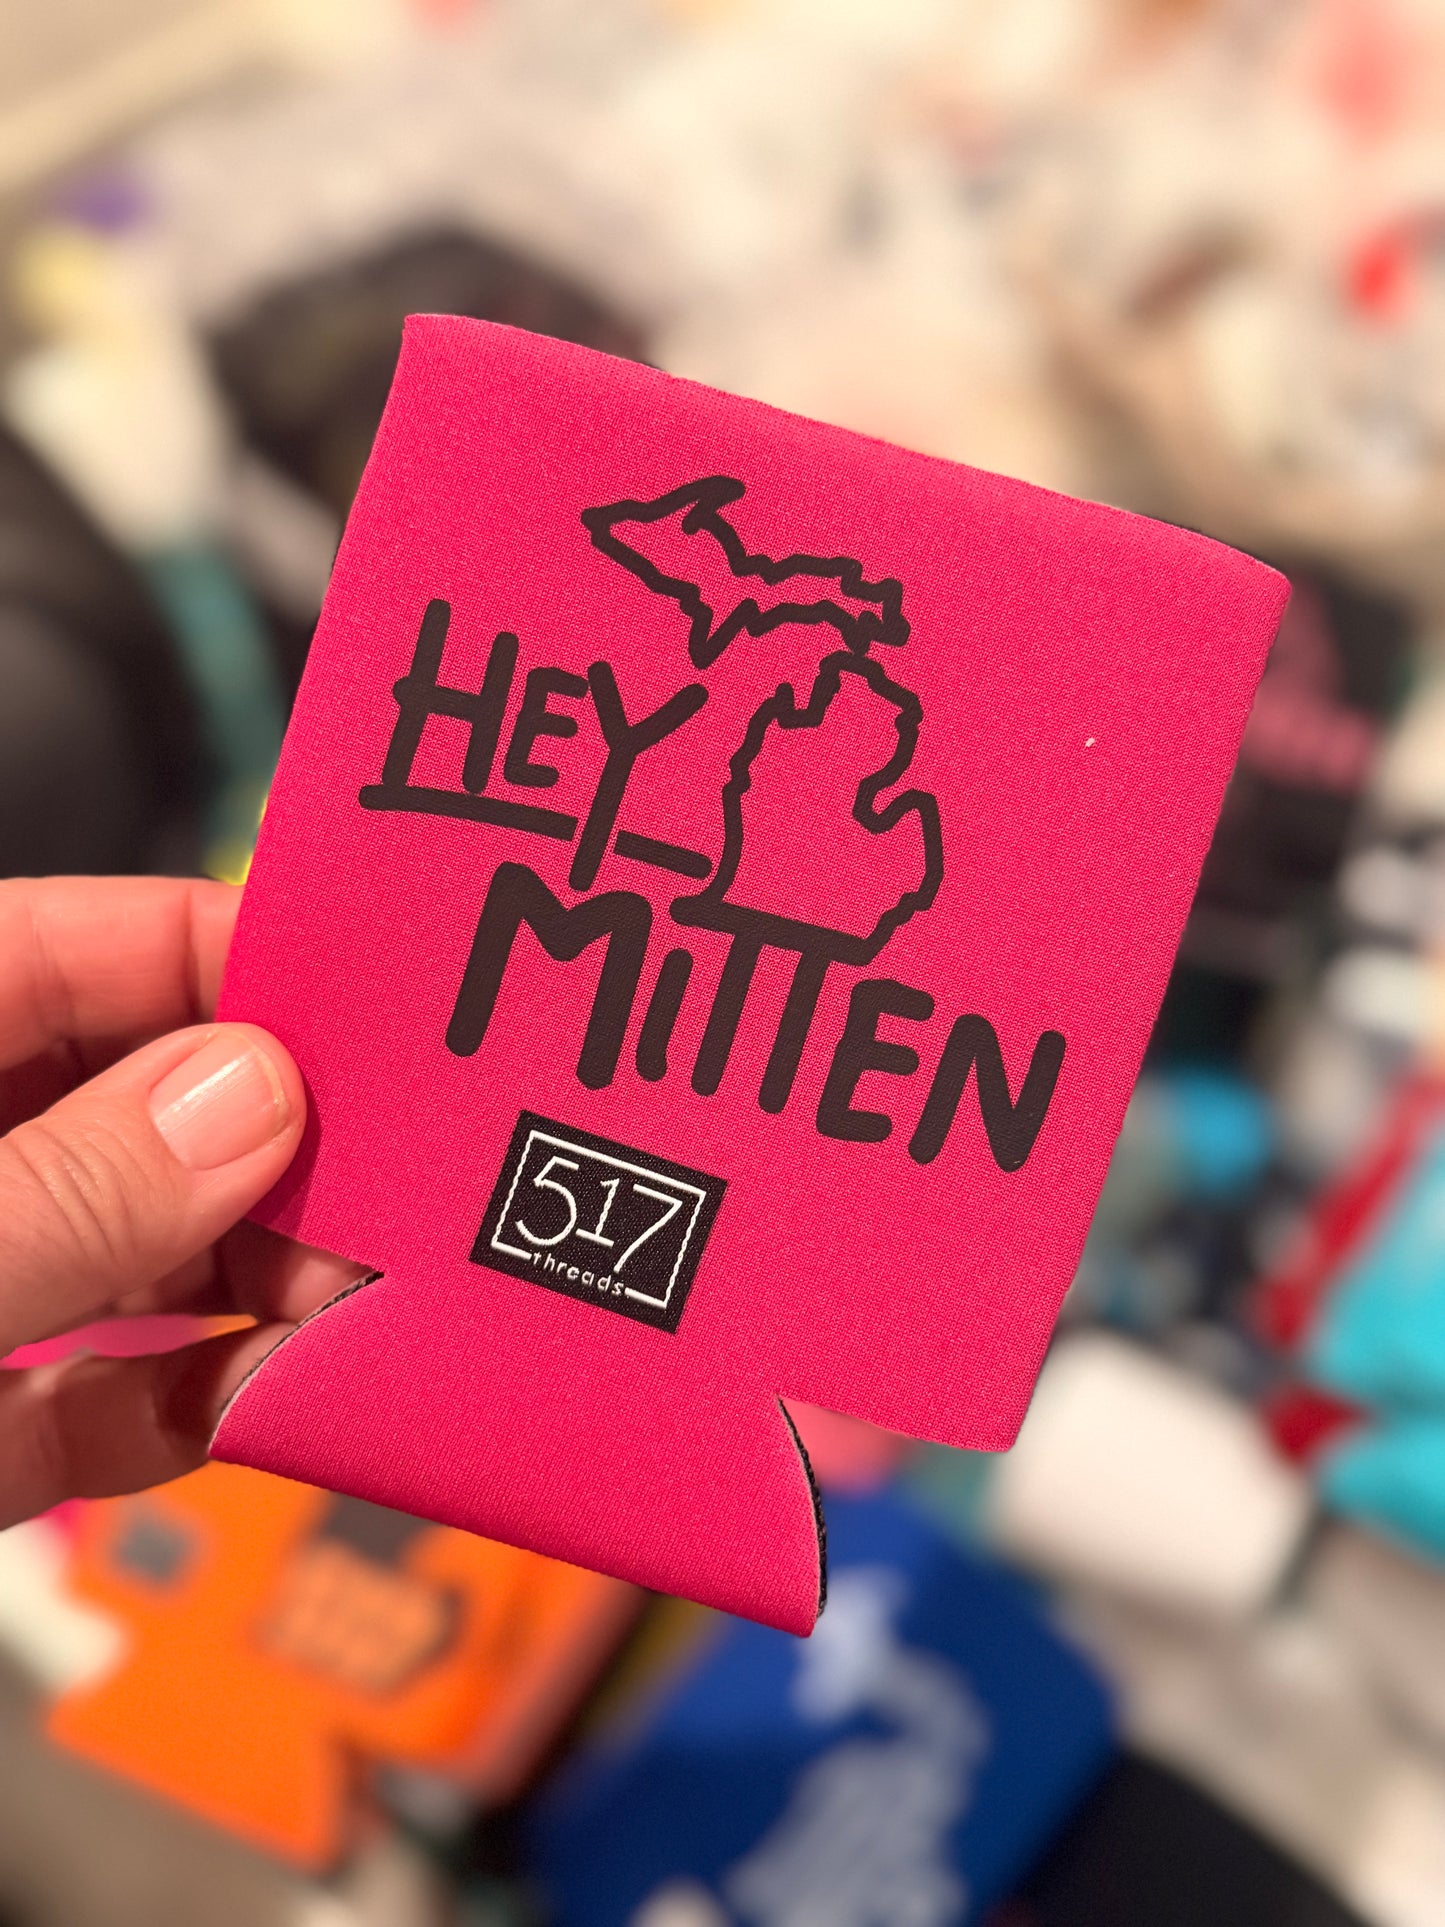 HEY
MiTTEN
517
threads